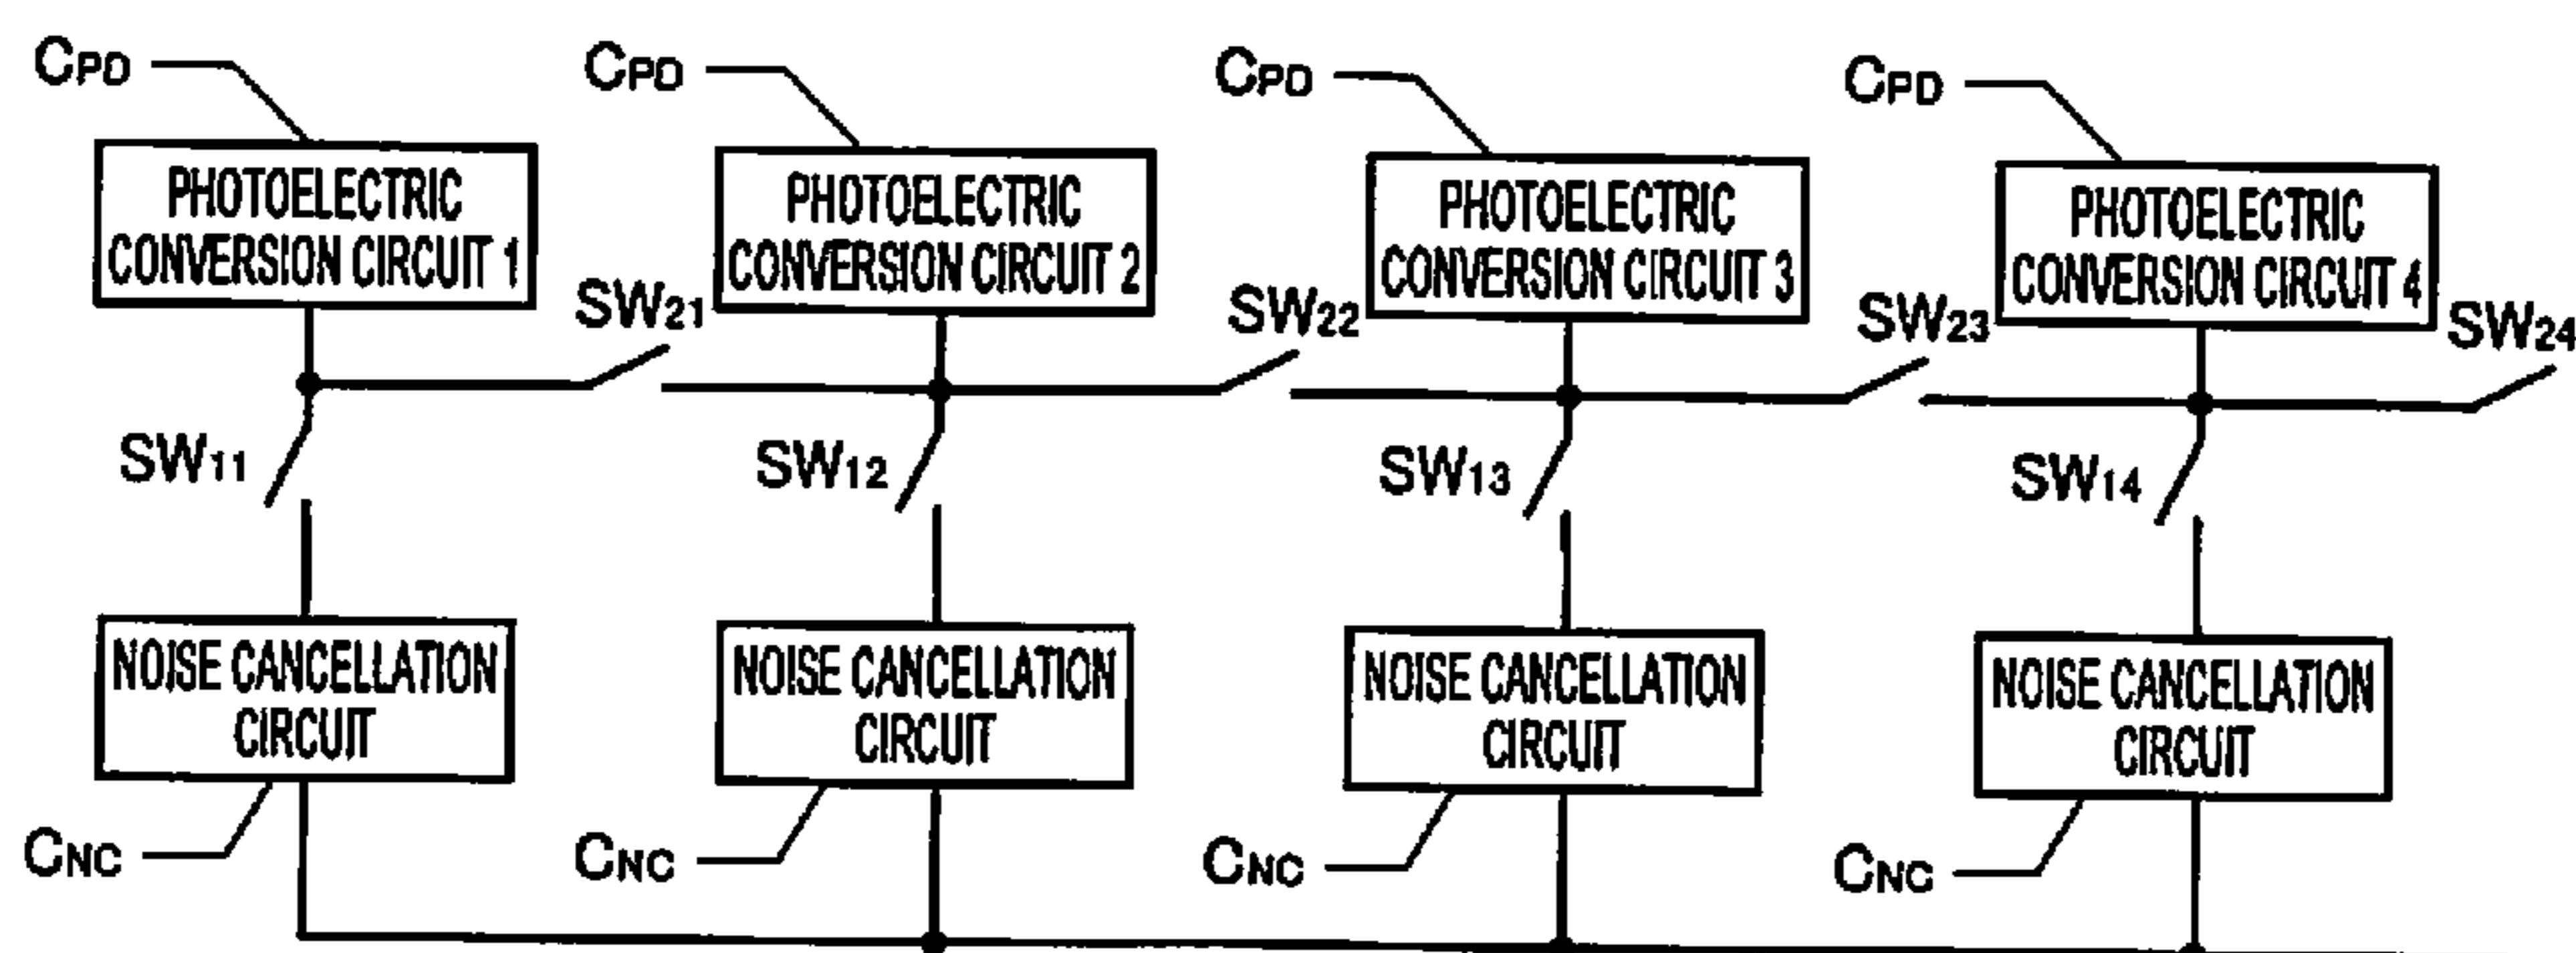 CPD CPD CPD CPD
PHOTOELECTRIC
CONVERSION CIRCUIT 1
PHOTOELECTRIC
CONVERSION CIRCUIT 2
PHOTOELECTRIC
CONVERSION CIRCUIT 3
PHOTOELECTRIC
CONVERSION CIRCUIT 4
SW21 SW22 SW23 SW24
SW11 SW12 SW13 SW14
NOISE CANCELLATION
CIRCUIT
NOISE CANCELLATION
CIRCUIT
NOISE CANCELLATION
CIRCUIT
NOISE CANCELLATION
CIRCUIT
CNC CNC CNC CNC